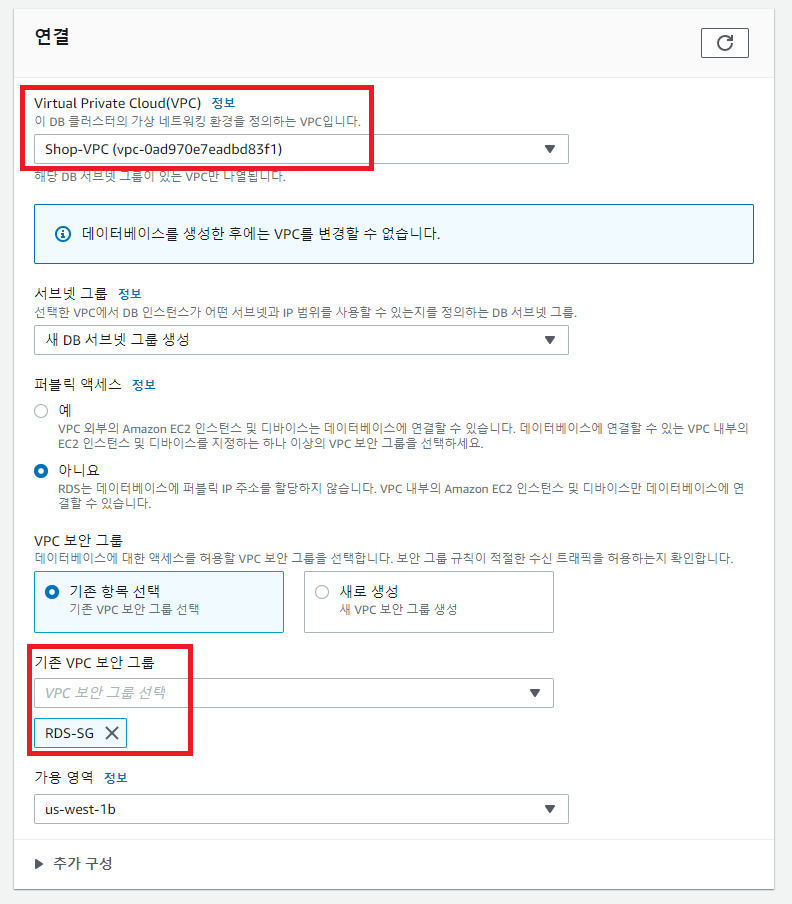 연결
Virtual Private Cloud(VPC) 정보
이 DB 클러스터의 가상 네트워킹 환경을 정의하는 VPC입니다.
Shop-VPC (vpc-0ad970e7eadbd83f1)
해당 DB 서브넷 그룹이 있는 VPC만 나열됩니다.
데이터베이스를 생성한 후에는 VPC를 변경할 수 없습니다.
서브넷 그룹 정보
선택한 VPC에서 DB 인스턴스가 어떤 서브넷과 IP 범위를 사용할 수 있는지를 정의하는 DB 서브넷 그룹.
새 DB 서브넷 그룹 생성
퍼블릭 액세스 정보
예
VPC 외부의 Amazon EC2 인스턴스 및 디바이스는 데이터베이스에 연결할 수 있습니다. 데이터베이스에 연결할 수 있는 VPC 내부의
EC2 인스턴스 및 디바이스를 지정하는 하나 이상의 VPC 보안 그룹을 선택하세요.
아니요
RDS는 데이터베이스에 퍼블릭 IP 주소를 할당하지 않습니다. VPC 내부의 Amazon EC2 인스턴스 및 디바이스만 데이터베이스에 연
결할 수 있습니다.
VPC 보안 그룹
데이터베이스에 대한 액세스를 허용할 VPC 보안 그룹을 선택합니다. 보안 그룹 규칙이 적절한 수신 트래픽을 허용하는지 확인합니다.
기존 항목 선택
기존 VPC 보안 그룹 선택
새로 생성
새 VPC 보안 그룹 생성
기존 VPC 보안 그룹
VPC 보안 그룹 선택
RDS-SG
가용 영역 정보
us-west-1b
추가 구성